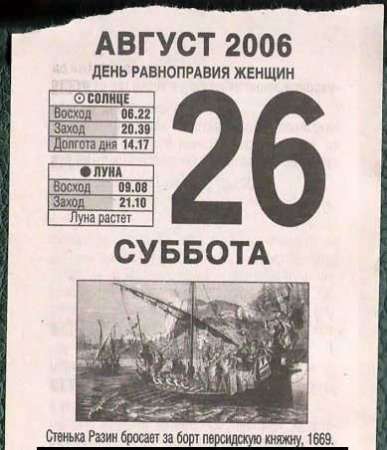 АВГУСТ 2006
ДЕНЬ РАВНОПРАВИЯ ЖЕНЩИН
СОЛНЦЕ
Восход 06.22
Заход 20.39
Долгота дня 14.17
ЛУНА
Восход 09.08
Заход 21.10
Луна растет
26
СУББОТА
Стенька Разин бросает за борт персидскую княжну, 1669.